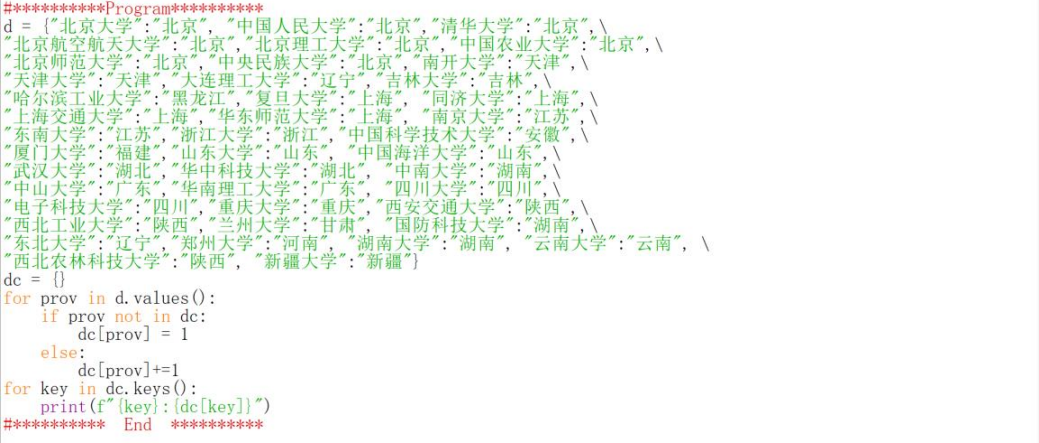 #**********Program**********
d = {"北京大学":"北京", "中国人民大学":"北京","清华大学":"北京",\
"北京航空航天大学":"北京","北京理工大学":"北京","中国农业大学":"北京",\
"北京师范大学":"北京","中央民族大学":"北京","南开大学":"天津",\
"天津大学":"天津","大连理工大学":"辽宁","吉林大学":"吉林",\
"哈尔滨工业大学":"黑龙江","复旦大学":"上海", "同济大学":"上海",\
"上海交通大学":"上海","华东师范大学":"上海", "南京大学":"江苏",\
"东南大学":"江苏","浙江大学":"浙江","中国科学技术大学":"安徽",\
"厦门大学":"福建","山东大学":"山东", "中国海洋大学":"山东",\
"武汉大学":"湖北","华中科技大学":"湖北", "中南大学":"湖南",\
"中山大学":"广东","华南理工大学":"广东", "四川大学":"四川",\
"电子科技大学":"四川","重庆大学":"重庆","西安交通大学":"陕西",\
"西北工业大学":"陕西","兰州大学":"甘肃", "国防科技大学":"湖南",\
"东北大学":"辽宁","郑州大学":"河南", "湖南大学":"湖南", "云南大学":"云南", \
"西北农林科技大学":"陕西", "新疆大学":"新疆"}
dc = {}
for prov in d.values():
    if prov not in dc:
        dc[prov] = 1
    else:
        dc[prov]+=1
for key in dc.keys():
    print(f"{key}:{dc[key]}")
#**********  End  **********